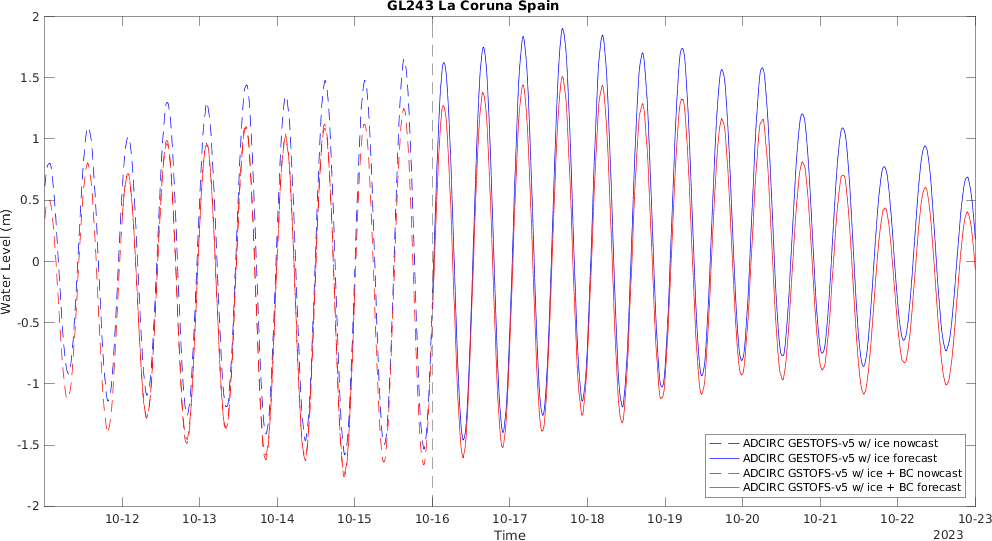 GL243 La Coruna Spain
2
1.5
1
0.5
0
-0.5
-1
-1.5
-2
Water Level (m)
10-12 10-13 10-14 10-15 10-16 10-17 10-18 10-19 10-20 10-21 10-22 10-23
Time
2023
ADCIRC GESTOFS-v5 w/ ice nowcast
ADCIRC GESTOFS-v5 w/ ice forecast
ADCIRC GSTOFS-v5 w/ ice + BC nowcast
ADCIRC GSTOFS-v5 w/ ice + BC forecast